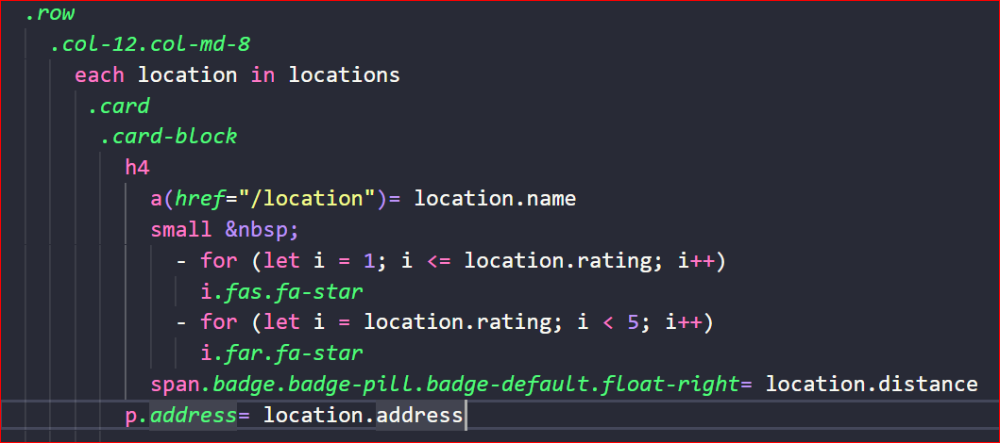 .row
.col-12.col-md-8
each location in locations
.card
.card-block
h4
a(href="/location")= location.name
small &nbsp;
- for (let i = 1; i <= location.rating; i++)
i.fas.fa-star
- for (let i = location.rating; i < 5; i++)
i.far.fa-star
span.badge.badge-pill.badge-default.float-right= location.distance
p.address= location.address